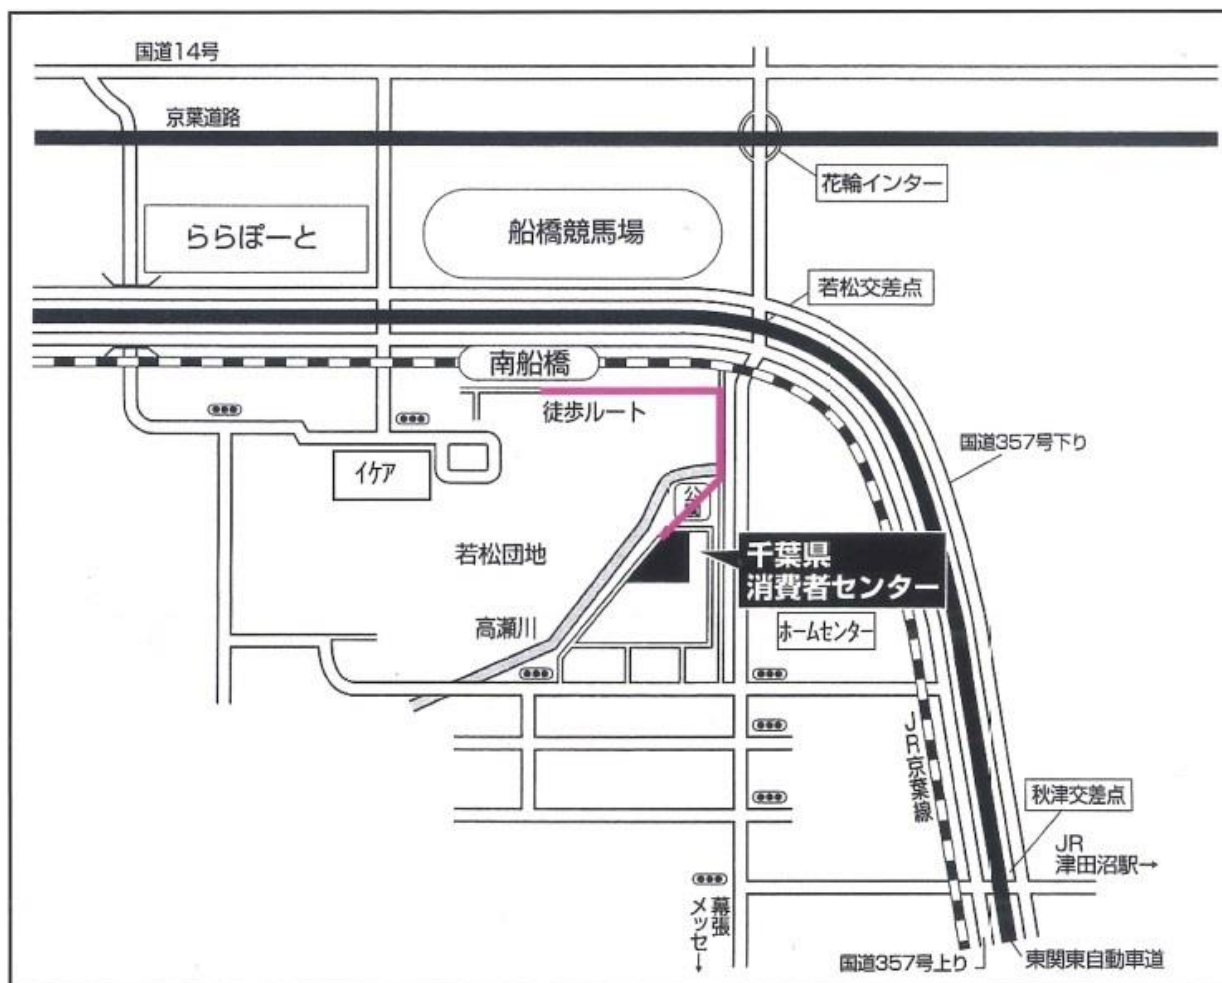 国道14号
京葉道路
花輪インター
ららぽーと
船橋競馬場
若松交差点
南船橋
徒歩ルート
国道357号下り
イケア
公園
若松団地
千葉県
消費者センター
高瀬川
ホームセンター
JR京葉線
秋津交差点
JR
津田沼駅→
幕張
メッセ→
国道357号上り
東関東自動車道